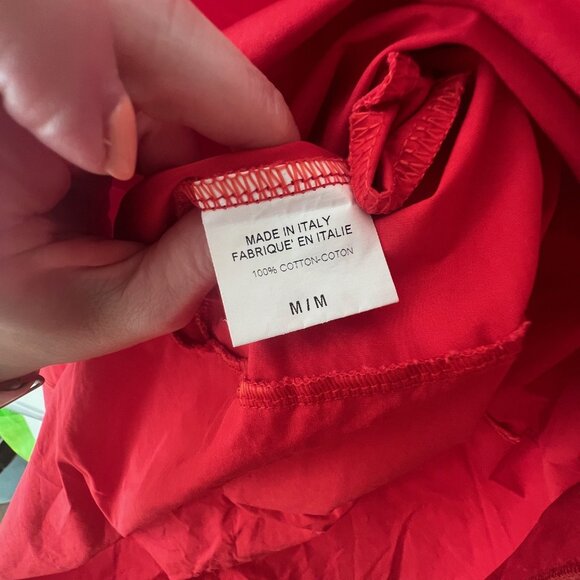 MADE IN ITALY
FABRIQUE' EN ITALIE
100% COTTON-COTON
M / M